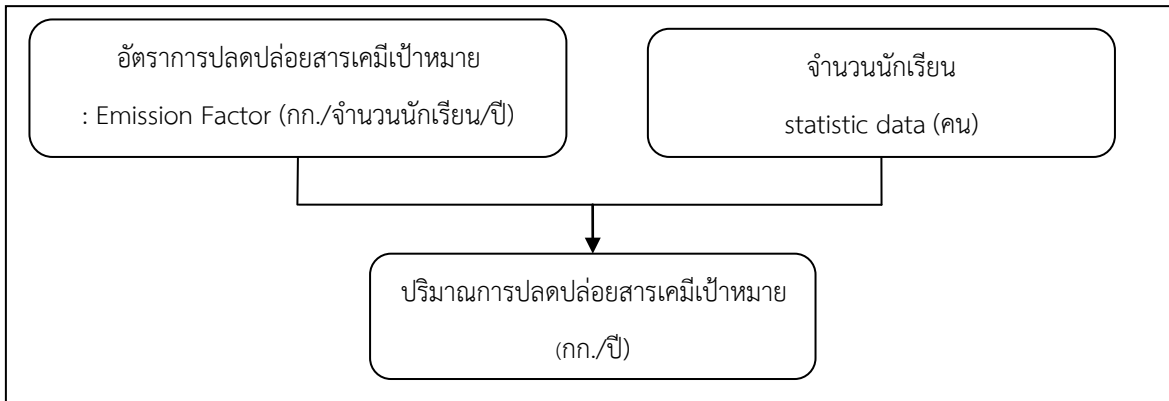 อัตราการปลดปล่อยสารเคมีเป้าหมาย
: Emission Factor (กก./จำนวนนักเรียน/ปี)
จำนวนนักเรียน
statistic data (คน)
ปริมาณการปลดปล่อยสารเคมีเป้าหมาย
(กก./ปี)